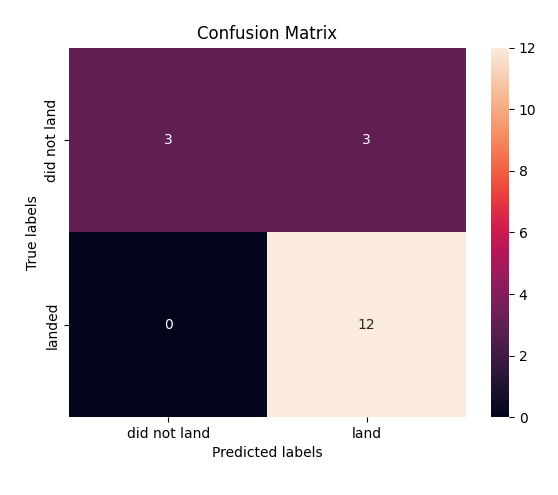 Confusion Matrix
True labels
did not land
landed
3
3
0
12
did not land
land
Predicted labels
12
10
8
6
4
2
0